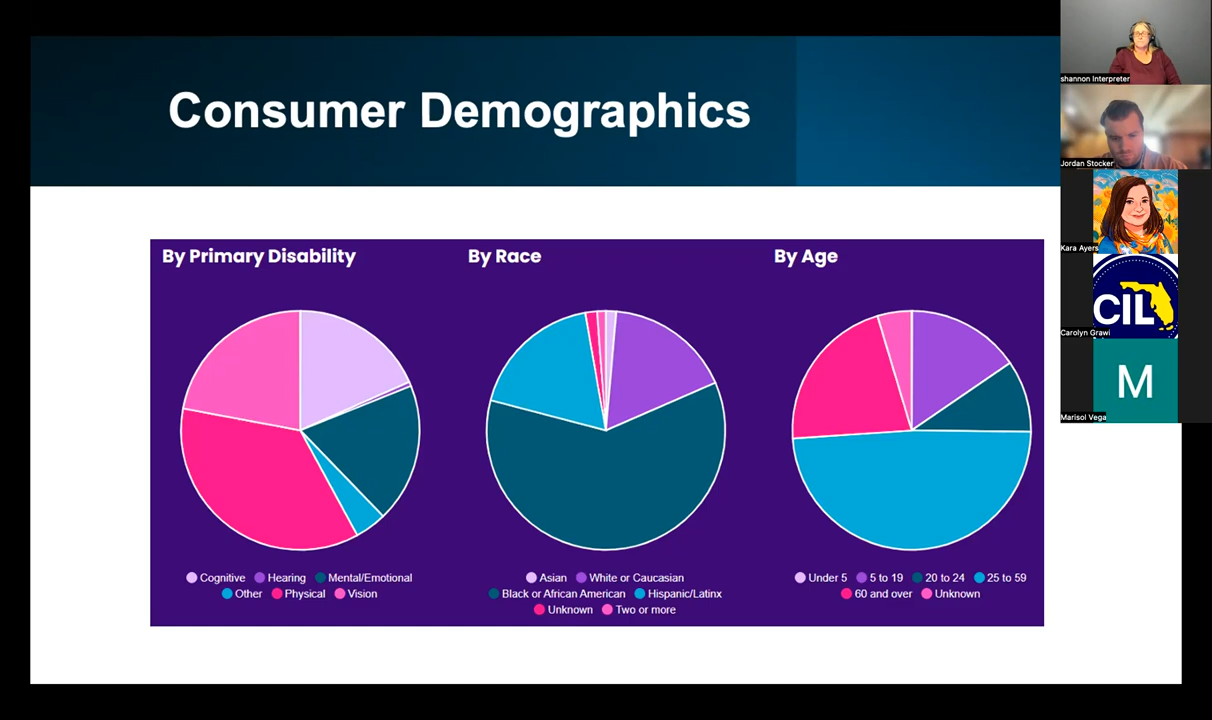 Consumer Demographics
By Primary Disability
By Race
By Age
Cognitive Hearing Mental/Emotional
Other Physical Vision
Asian White or Caucasian
Black or African American Hispanic/Latinx
Unknown Two or more
Under 5 5 to 19 20 to 24 25 to 59
60 and over Unknown
shannon Interpreter
Jordan Stocker
Kara Ayers
CIL
Carolyn Grawi
M
Marisol Vega